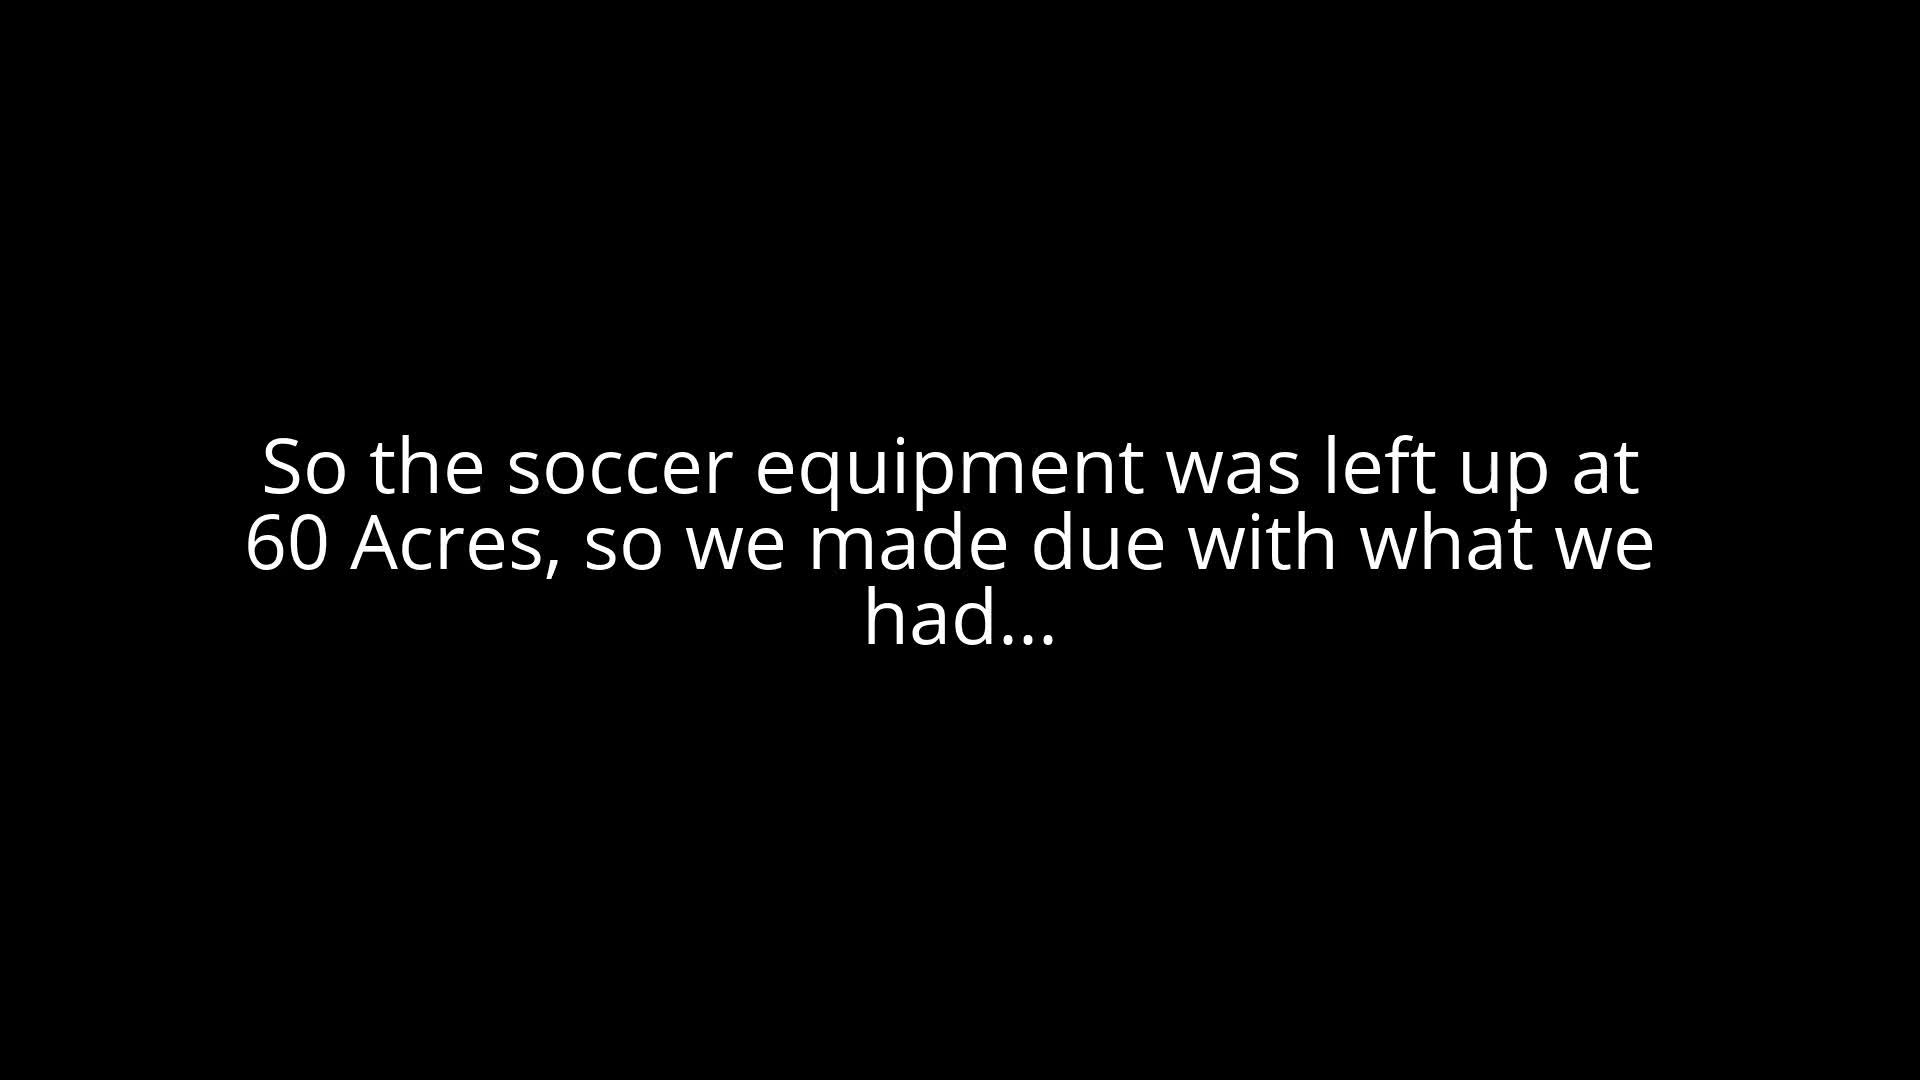 So the soccer equipment was left up at
60 Acres, so we made due with what we
had...